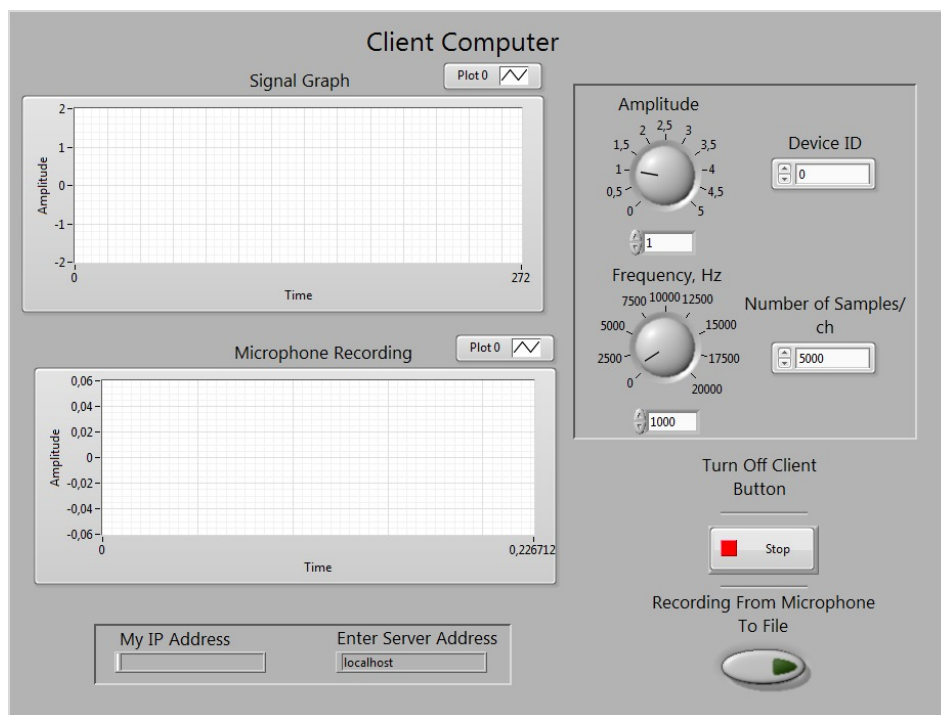 Client Computer
Signal Graph
Plot 0
2
1
0
-1
-2
Amplitude
0
272
Time
Microphone Recording
Plot 0
0,06
0,04
0,02
0
-0,02
-0,04
-0,06
Amplitude
0
0,226712
Time
My IP Address
Enter Server Address
localhost
Amplitude
0
0,5
1
1,5
2
2,5
3
3,5
4
4,5
5
1
Device ID
0
Frequency, Hz
0
2500
5000
7500
10000
12500
15000
17500
20000
1000
Number of Samples/
ch
5000
Turn Off Client
Button
Stop
Recording From Microphone
To File